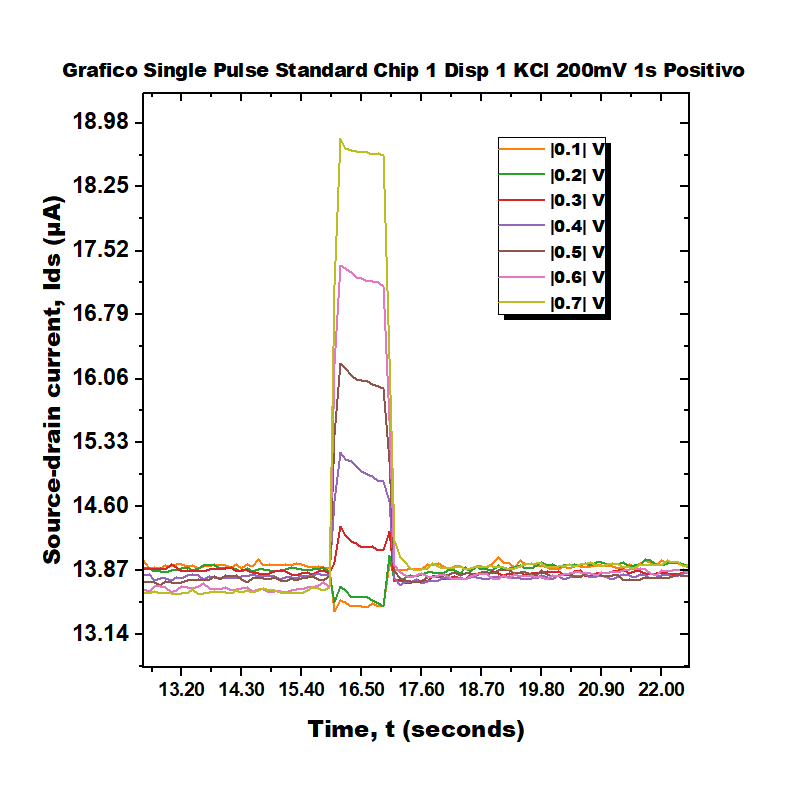 Grafico Single Pulse Standard Chip 1 Disp 1 KCl 200mV 1s Positivo
18.98
18.25
17.52
16.79
16.06
15.33
14.60
13.87
13.14
Source-drain current, Ids (µA)
|0.1| V
|0.2| V
|0.3| V
|0.4| V
|0.5| V
|0.6| V
|0.7| V
13.20 14.30 15.40 16.50 17.60 18.70 19.80 20.90 22.00
Time, t (seconds)